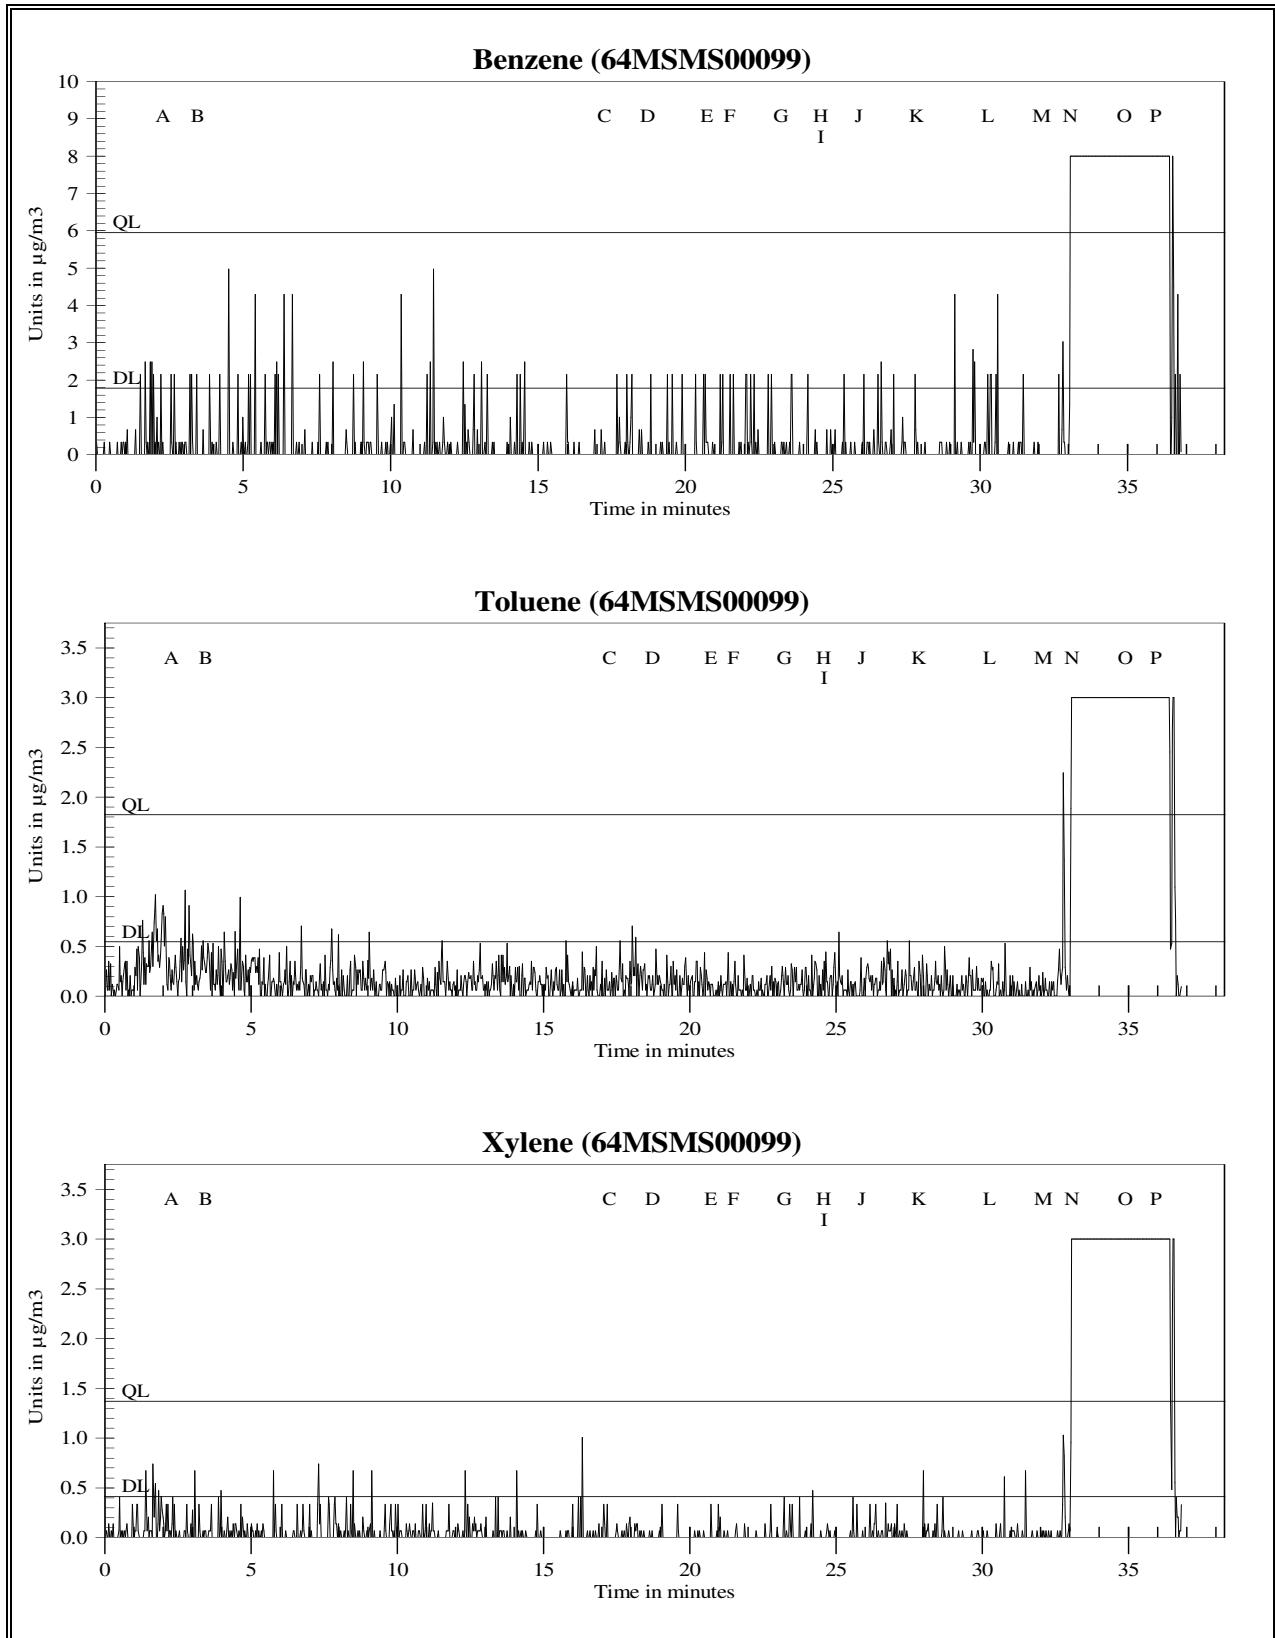 Benzene (64MSMS00099)
10
A B C D E F G H J K L M N O P
9
I
8
7
QL
6
5
4
3
DL
2
1
0
Units in µg/m3
0 5 10 15 20 25 30 35
Time in minutes
Toluene (64MSMS00099)
3.5
A B C D E F G H J K L M N O P
I
3.0
2.5
2.0
QL
1.5
1.0
DL
0.5
0.0
Units in µg/m3
0 5 10 15 20 25 30 35
Time in minutes
Xylene (64MSMS00099)
3.5
A B C D E F G H J K L M N O P
I
3.0
2.5
2.0
QL
1.5
1.0
DL
0.5
0.0
Units in µg/m3
0 5 10 15 20 25 30 35
Time in minutes